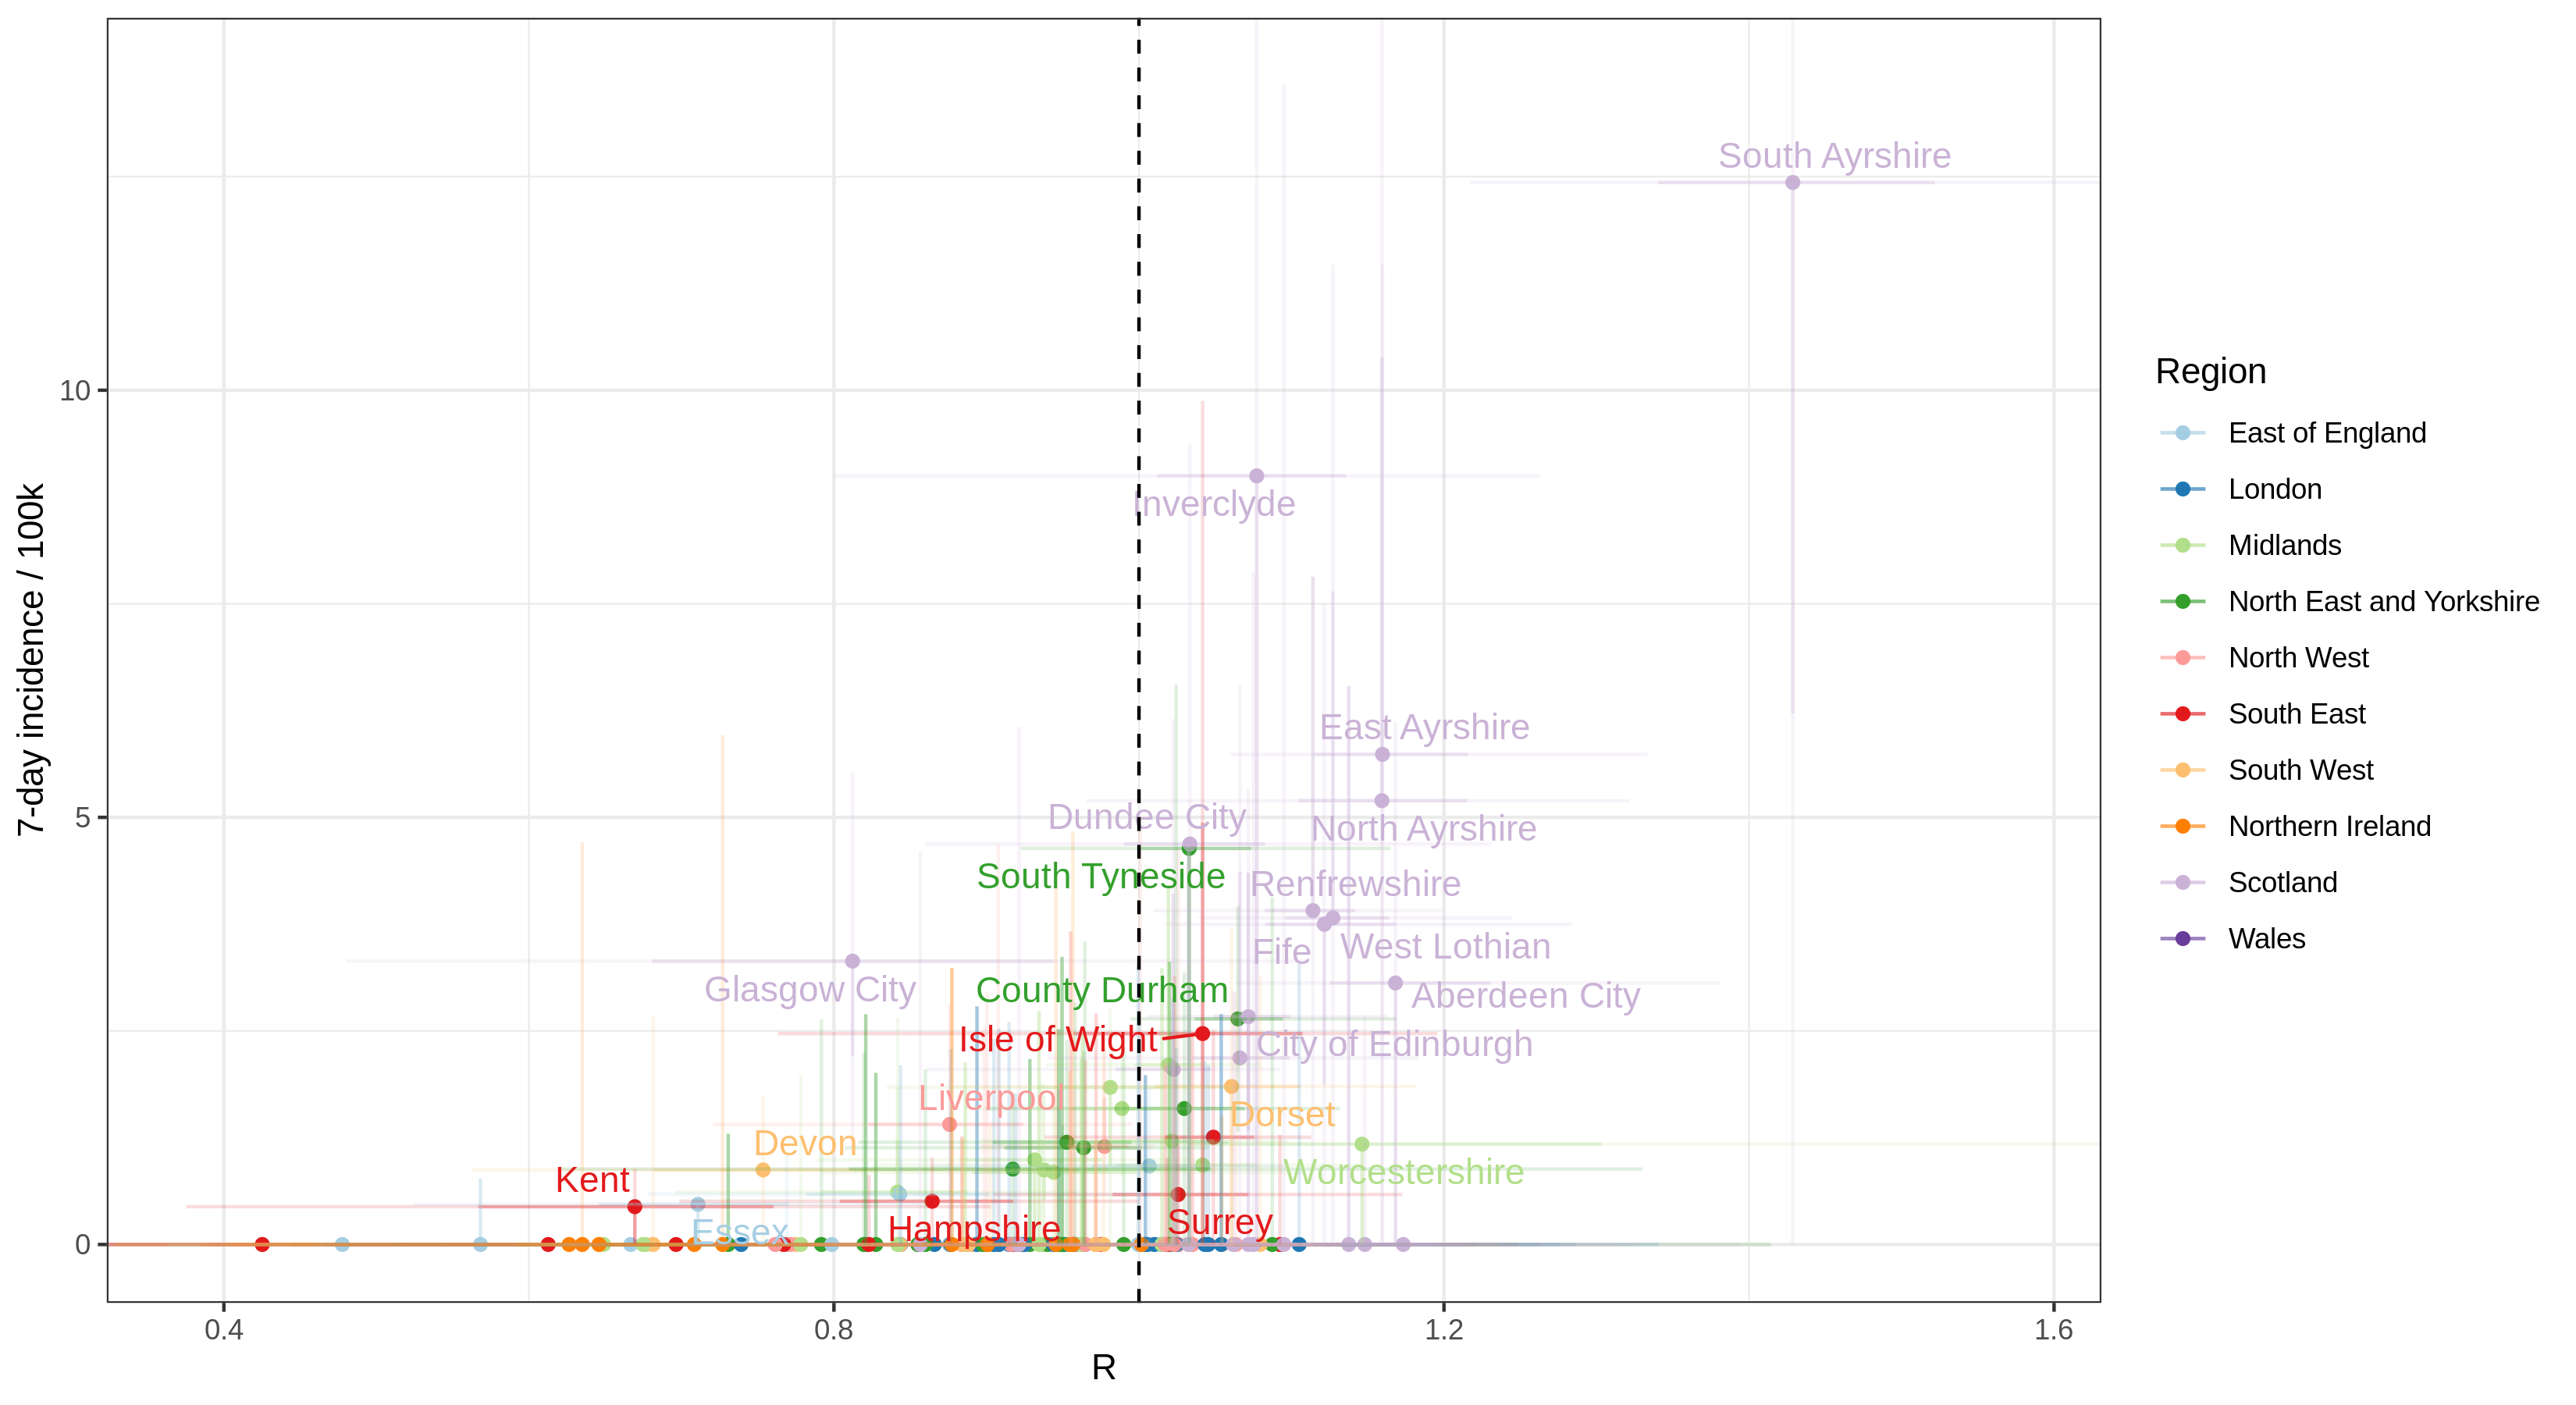 South Ayrshire
10
Inverclyde
7-day incidence / 100k
East Ayrshire
5
Dundee City
North Ayrshire
South Tyneside
Renfrewshire
West Lothian
Fife
Glasgow City
County Durham
Aberdeen City
Isle of Wight
City of Edinburgh
Liverpool
Dorset
Devon
Worcestershire
Kent
Surrey
Hampshire
Essex
0
0.4
0.8
1.2
1.6
R
Region
East of England
London
Midlands
North East and Yorkshire
North West
South East
South West
Northern Ireland
Scotland
Wales